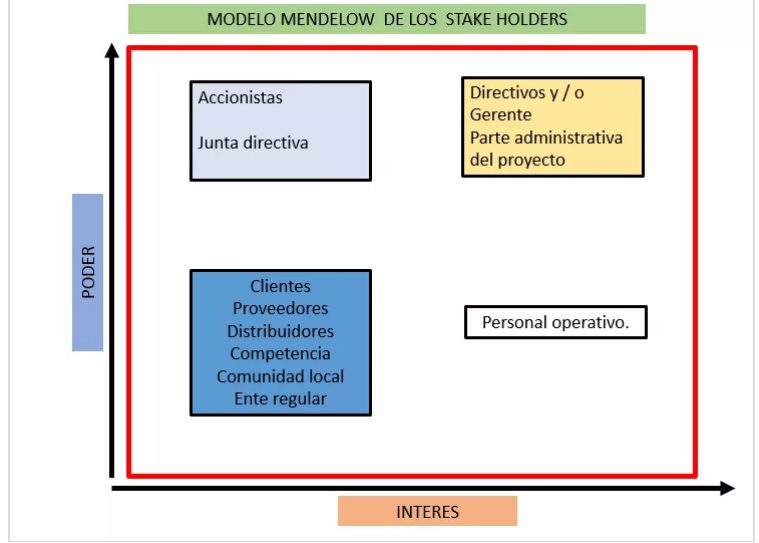 MODELO MENDELOW DE LOS STAKE HOLDERS
Accionistas
Junta directiva
Directivos y / o
Gerente
Parte administrativa
del proyecto
PODER
Clientes
Proveedores
Distribuidores
Competencia
Comunidad local
Ente regular
Personal operativo.
INTERES